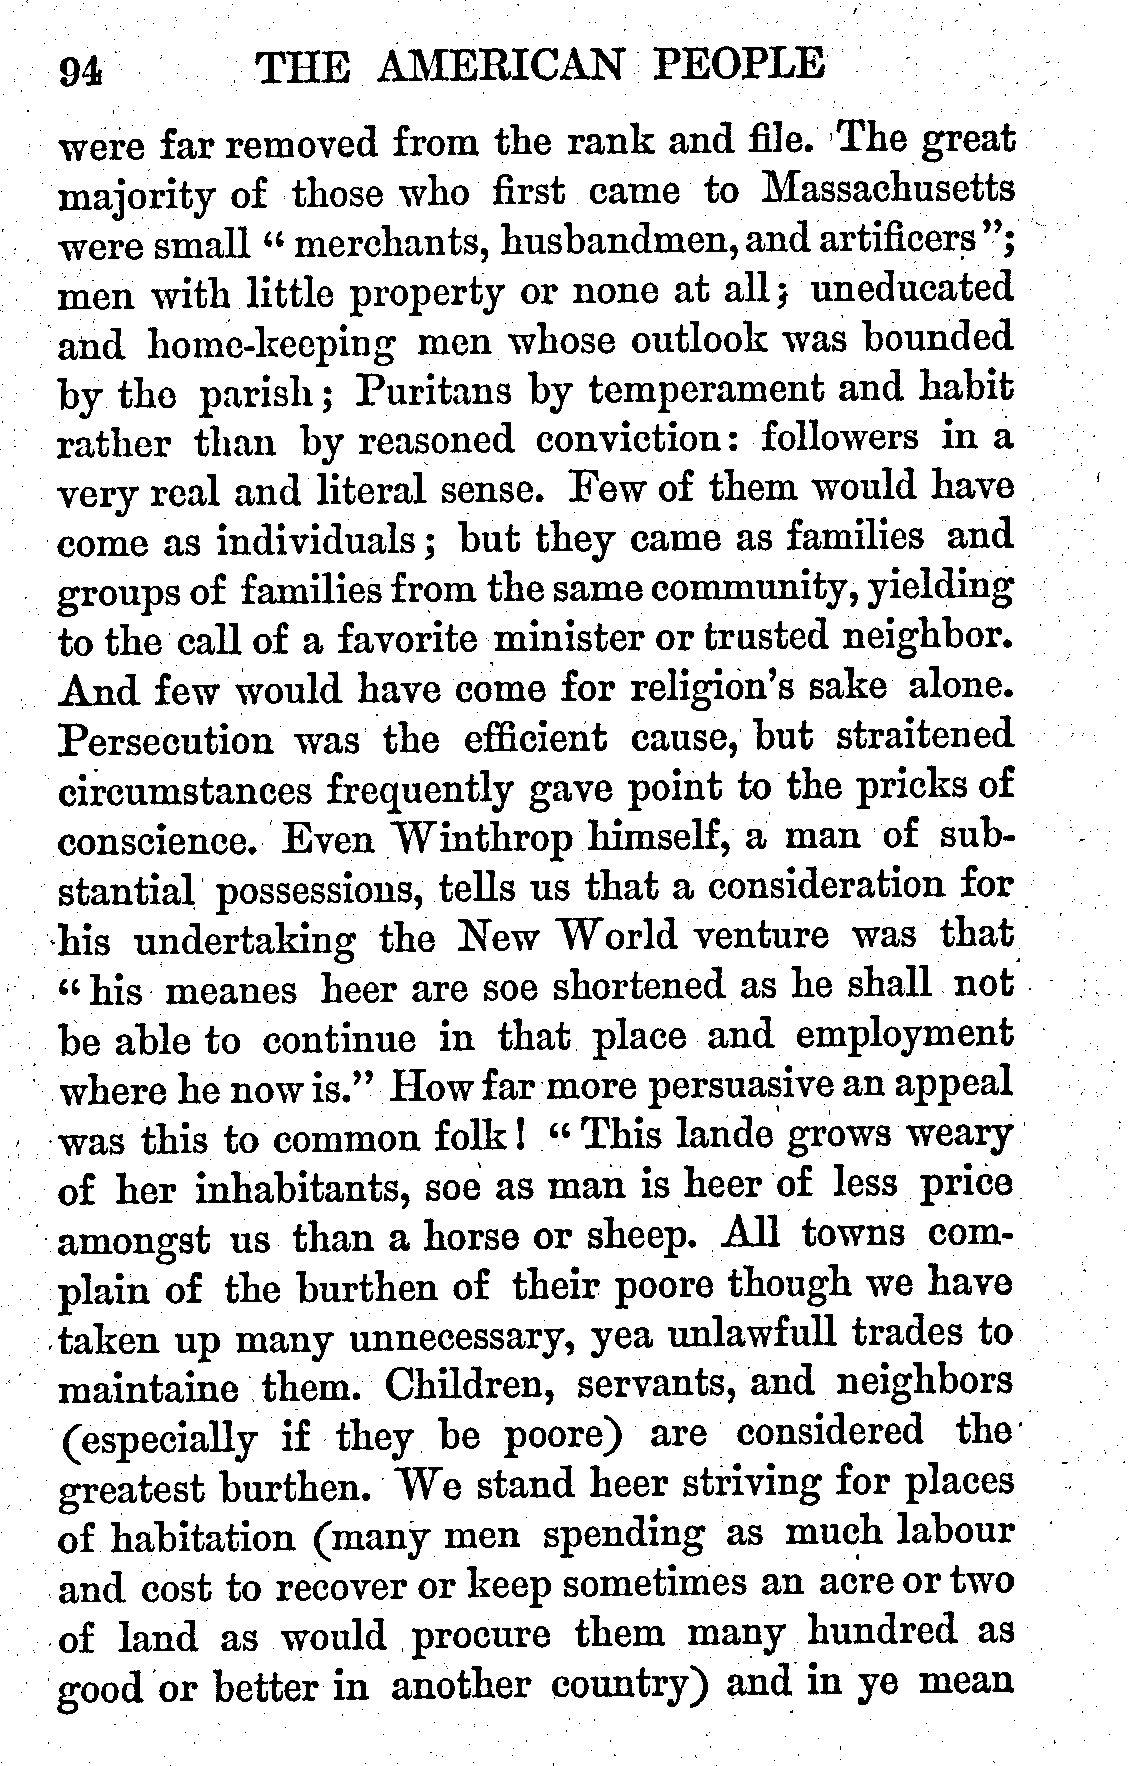 94 THE AMERICAN PEOPLE
were far removed from the rank and file. The great
majority of those who first came to Massachusetts
were small " merchants, husbandmen, and artificers ";
men with little property or none at all; uneducated
and home-keeping men whose outlook was bounded
by the parish; Puritans by temperament and habit
rather than by reasoned conviction: followers in a
very real and literal sense. Few of them would have
come as individuals; but they came as families and
groups of families from the same community, yielding
to the call of a favorite minister or trusted neighbor.
And few would have come for religion's sake alone.
Persecution was the efficient cause, but straitened
circumstances frequently gave point to the pricks of
conscience. Even Winthrop himself, a man of sub-
stantial possessions, tells us that a consideration for
his undertaking the New World venture was that
" his meanes heer are soe shortened as he shall not
be able to continue in that place and employment
where he now is." How far more persuasive an appeal
was this to common folk! " This lande grows weary
of her inhabitants, soe as man is heer of less price
amongst us than a horse or sheep. All towns com-
plain of the burthen of their poore though we have
taken up many unnecessary, yea unlawfull trades to
maintaine them. Children, servants, and neighbors
(especially if they be poore) are considered the
greatest burthen. We stand heer striving for places
of habitation (many men spending as much labour
and cost to recover or keep sometimes an acre or two
of land as would procure them many hundred as
good or better in another country) and in ye mean